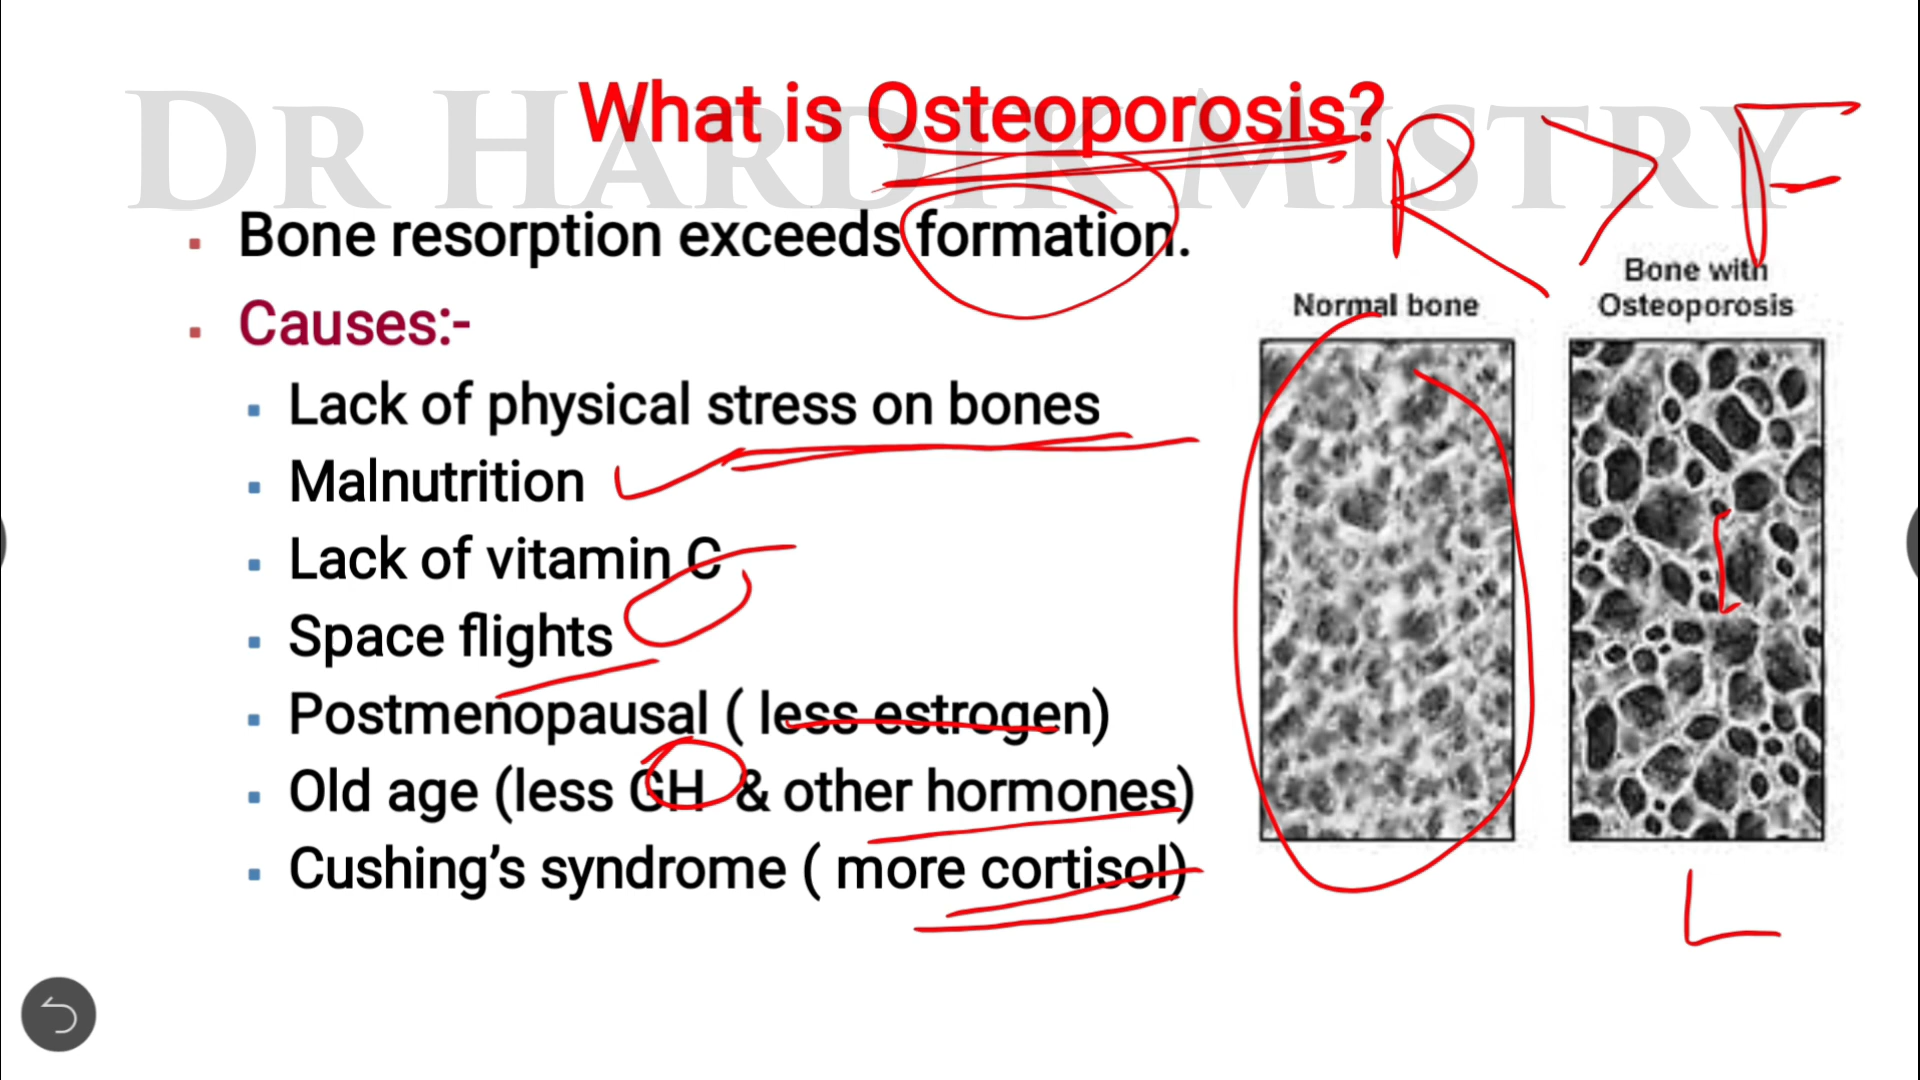 DR HARDIK MISTRY
What is Osteoporosis?
R > F
▪ Bone resorption exceeds formation.
▪ Causes:-
▪ Lack of physical stress on bones
▪ Malnutrition
▪ Lack of vitamin C
▪ Space flights
▪ Postmenopausal ( less estrogen)
▪ Old age (less GH & other hormones)
▪ Cushing’s syndrome ( more cortisol)
Normal bone
Bone with
Osteoporosis